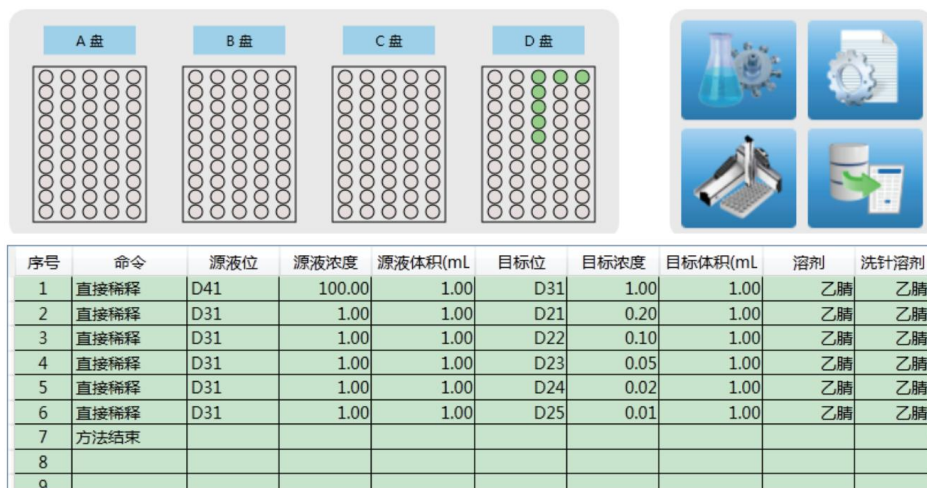 A 盘 B 盘 C 盘 D 盘
序号 命令 源液位 源液浓度 源液体积(mL 目标位 目标浓度 目标体积(mL 溶剂 洗针溶剂
1 直接稀释 D41 100.00 1.00 D31 1.00 1.00 乙腈 乙腈
2 直接稀释 D31 1.00 1.00 D21 0.20 1.00 乙腈 乙腈
3 直接稀释 D31 1.00 1.00 D22 0.10 1.00 乙腈 乙腈
4 直接稀释 D31 1.00 1.00 D23 0.05 1.00 乙腈 乙腈
5 直接稀释 D31 1.00 1.00 D24 0.02 1.00 乙腈 乙腈
6 直接稀释 D31 1.00 1.00 D25 0.01 1.00 乙腈 乙腈
7 方法结束
8
9